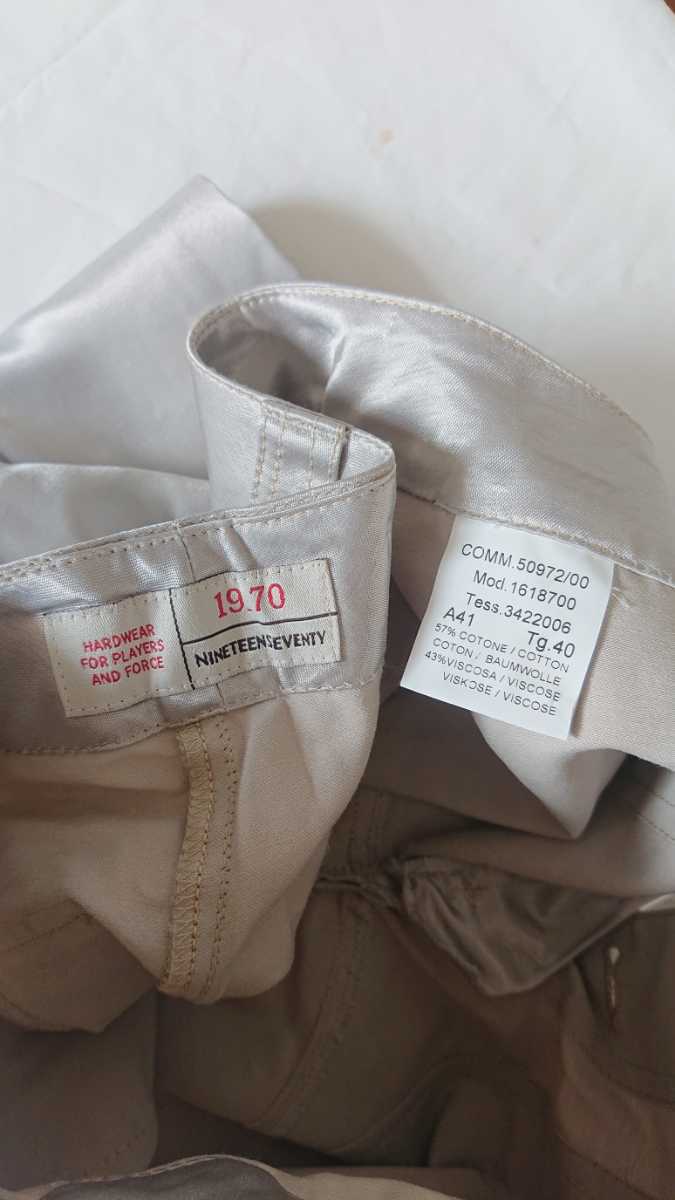 HARDWEAR
FOR PLAYERS
AND FORCE
19.70
NINETEENSEVENTY
COMM.50972/00
Mod.1618700
Tess.3422006
A41 Tg.40
57% COTONE / COTTON
COTON / BAUMWOLLE
43%VISCOSA / VISCOSE
VISKOSE / VISCOSE